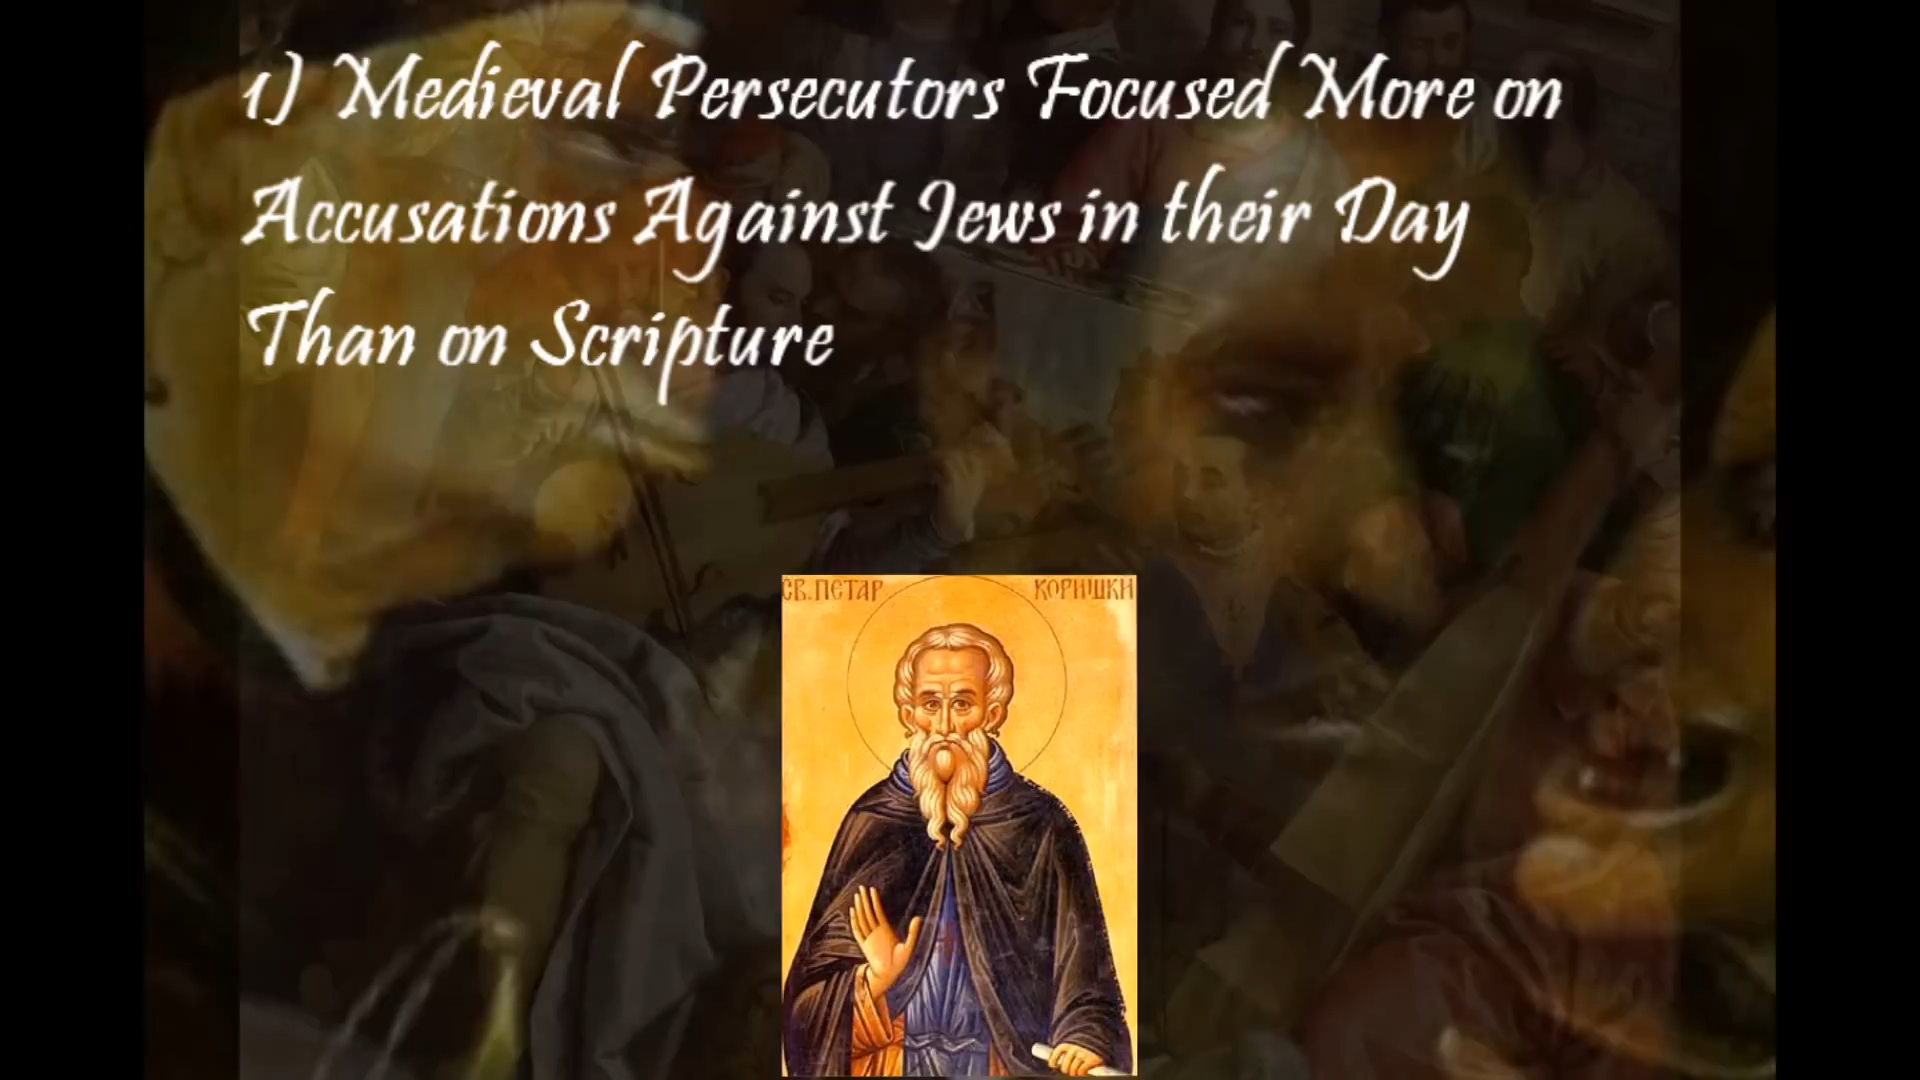 1) Medieval Persecutors Focused More on
Accusations Against Jews in their Day
Than on Scripture
СВ. ПЕТАР КОРИШКИ